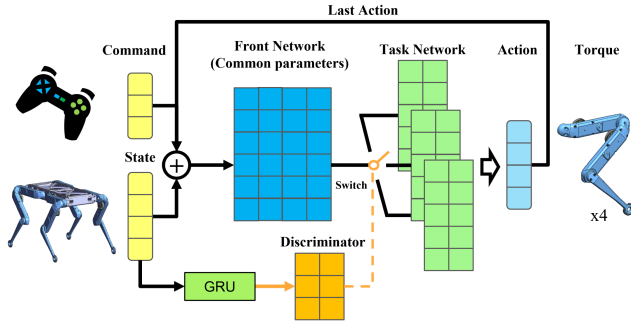 Last Action
Command
Front Network
(Common parameters)
Task Network
Action
Torque
State
+
Switch
x4
Discriminator
GRU